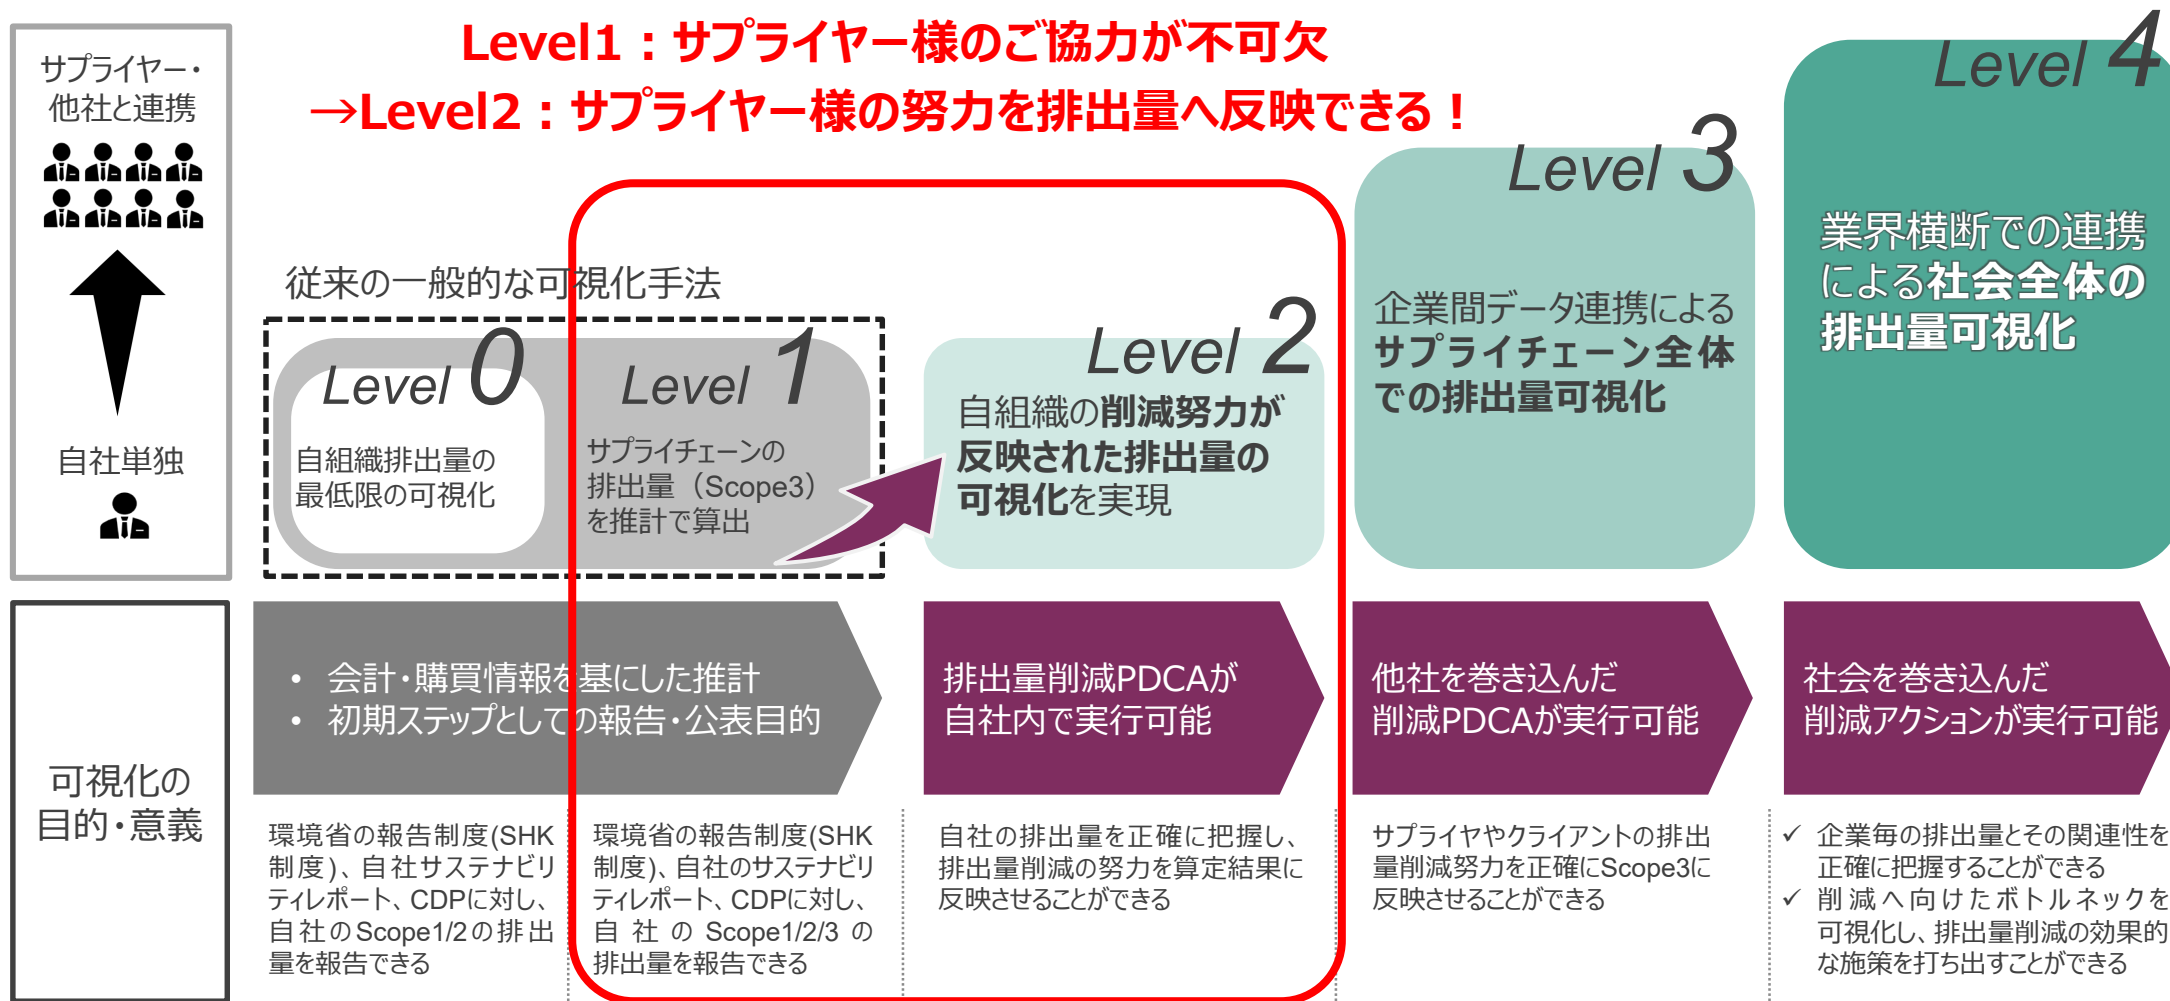 Level1：サプライヤー様のご協力が不可欠
→Level2：サプライヤー様の努力を排出量へ反映できる！
サプライヤー・
他社と連携
自社単独
従来の一般的な可視化手法
Level 0
自組織排出量の
最低限の可視化
Level 1
サプライチェーンの
排出量（Scope3）
を推計で算出
Level 2
自組織の削減努力が
反映された排出量の
可視化を実現
Level 3
企業間データ連携による
サプライチェーン全体
での排出量可視化
Level 4
業界横断での連携
による社会全体の
排出量可視化
可視化の
目的・意義
• 会計・購買情報を基にした推計
• 初期ステップとしての報告・公表目的
排出量削減PDCAが
自社内で実行可能
他社を巻き込んだ
削減PDCAが実行可能
社会を巻き込んだ
削減アクションが実行可能
環境省の報告制度(SHK
制度)、自社サステナビリ
ティレポート、CDPに対し、
自社のScope1/2の排出
量を報告できる
環境省の報告制度(SHK
制度)、自社のサステナビリ
ティレポート、CDPに対し、
自社のScope1/2/3の
排出量を報告できる
自社の排出量を正確に把握し、
排出量削減の努力を算定結果に
反映させることができる
サプライヤやクライアントの排出
量削減努力を正確にScope3に
反映させることができる
✓ 企業毎の排出量とその関連性を
正確に把握することができる
✓ 削減へ向けたボトルネックを
可視化し、排出量削減の効果的
な施策を打ち出すことができる